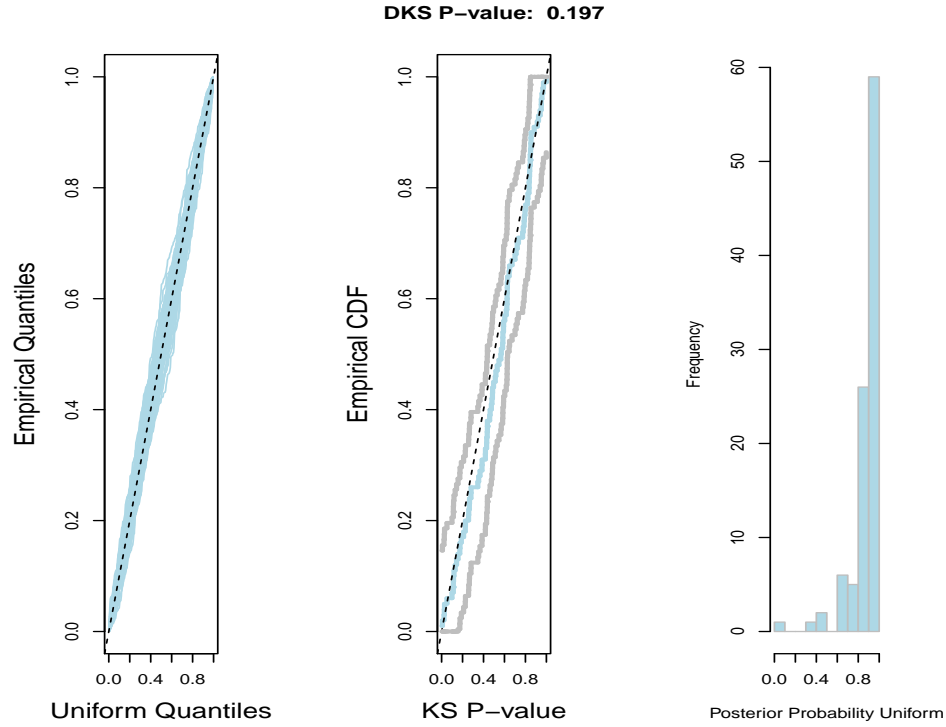 DKS P−value: 0.197
Empirical Quantiles
0.0
0.2
0.4
0.6
0.8
1.0
0.0 0.4 0.8
Uniform Quantiles
Empirical CDF
0.0
0.2
0.4
0.6
0.8
1.0
0.0 0.4 0.8
KS P−value
Frequency
0
10
20
30
40
50
60
0.0 0.4 0.8
Posterior Probability Uniform